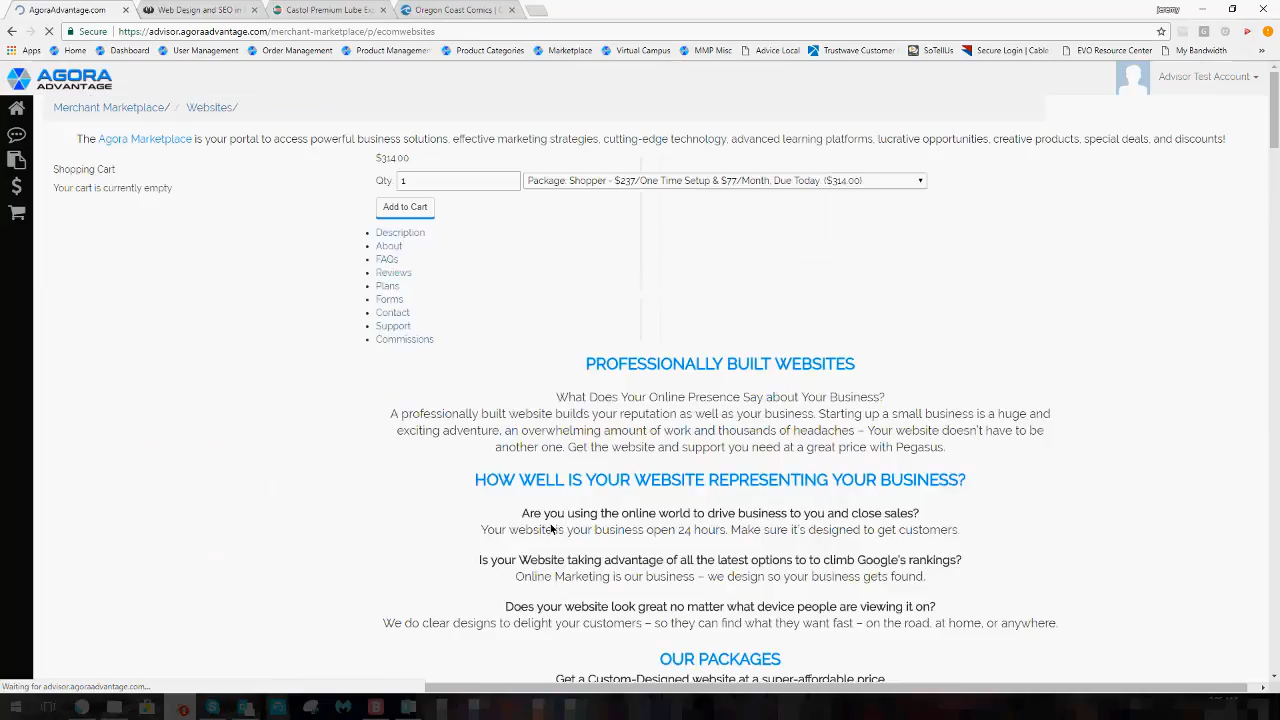 AgoraAdvantage.com
Web Design and SEO in
Castol Premium Lube Ex
Oregon Coast Comics | C
Jeremy
Secure | https://advisor.agoraadvantage.com/merchant-marketplace/p/ecomwebsites
Apps Home Dashboard User Management Order Management Product Management Product Categories Marketplace Virtual Campus MMP Misc Advice Local Trustwave Customer SoTellUs Secure Login | Cable EVO Resource Center My Bandwidth
AGORA
ADVANTAGE
Advisor Test Account
Merchant Marketplace/ / Websites/
The Agora Marketplace is your portal to access powerful business solutions, effective marketing strategies, cutting-edge technology, advanced learning platforms, lucrative opportunities, creative products, special deals, and discounts!
Shopping Cart
Your cart is currently empty
$314.00
Qty 1 Package: Shopper - $237/One Time Setup & $77/Month, Due Today. ($314.00)
Add to Cart
Description
About
FAQs
Reviews
Plans
Forms
Contact
Support
Commissions
PROFESSIONALLY BUILT WEBSITES
What Does Your Online Presence Say about Your Business?
A professionally built website builds your reputation as well as your business. Starting up a small business is a huge and
exciting adventure, an overwhelming amount of work and thousands of headaches – Your website doesn't have to be
another one. Get the website and support you need at a great price with Pegasus.
HOW WELL IS YOUR WEBSITE REPRESENTING YOUR BUSINESS?
Are you using the online world to drive business to you and close sales?
Your website is your business open 24 hours. Make sure it's designed to get customers.
Is your Website taking advantage of all the latest options to to climb Google's rankings?
Online Marketing is our business – we design so your business gets found.
Does your website look great no matter what device people are viewing it on?
We do clear designs to delight your customers – so they can find what they want fast – on the road, at home, or anywhere.
OUR PACKAGES
Get a Custom-Designed website at a super-affordable price
Waiting for advisor.agoraadvantage.com...